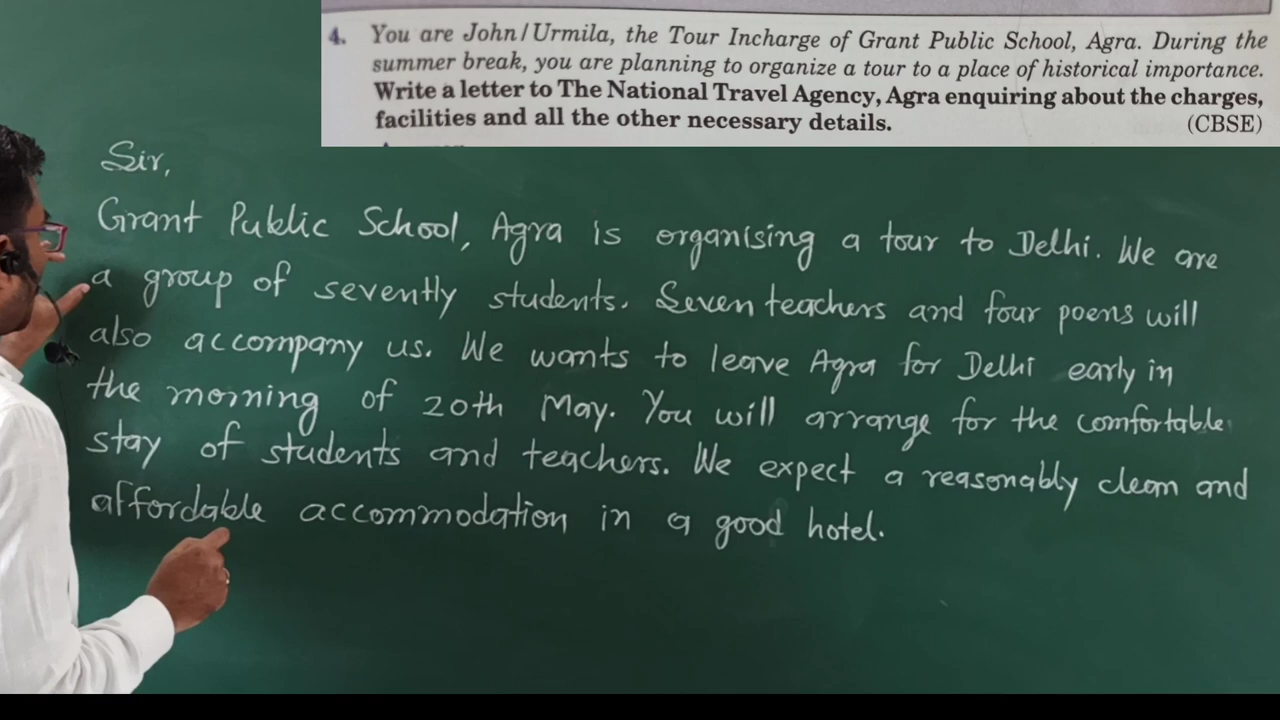 4. You are John/Urmila, the Tour Incharge of Grant Public School, Agra. During the
summer break, you are planning to organize a tour to a place of historical importance.
Write a letter to The National Travel Agency, Agra enquiring about the charges,
facilities and all the other necessary details. (CBSE)
Sir,
Grant Public School, Agra is organising a tour to Delhi. We are
a group of sevently students. Seven teachers and four poens will
also accompany us. We wants to leave Agra for Delhi early in
the morning of 20th May. You will arrange for the comfortable
stay of students and teachers. We expect a reasonably clean and
affordable accommodation in a good hotel.